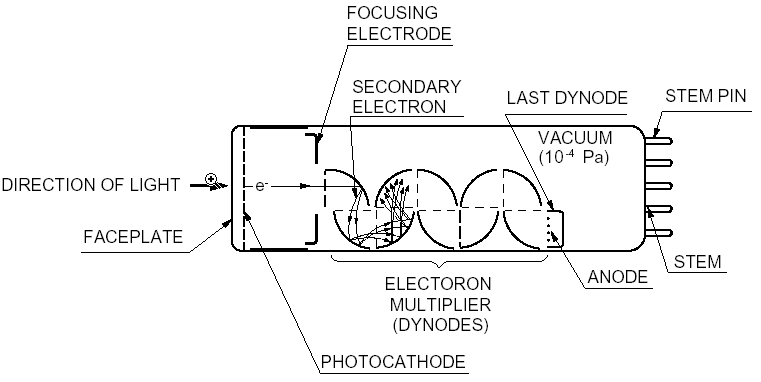 FOCUSING
ELECTRODE
SECONDARY
ELECTRON
LAST DYNODE
STEM PIN
VACUUM
(10-4 Pa)
DIRECTION OF LIGHT
e-
FACEPLATE
STEM
ANODE
ELECTORON
MULTIPLIER
(DYNODES)
PHOTOCATHODE